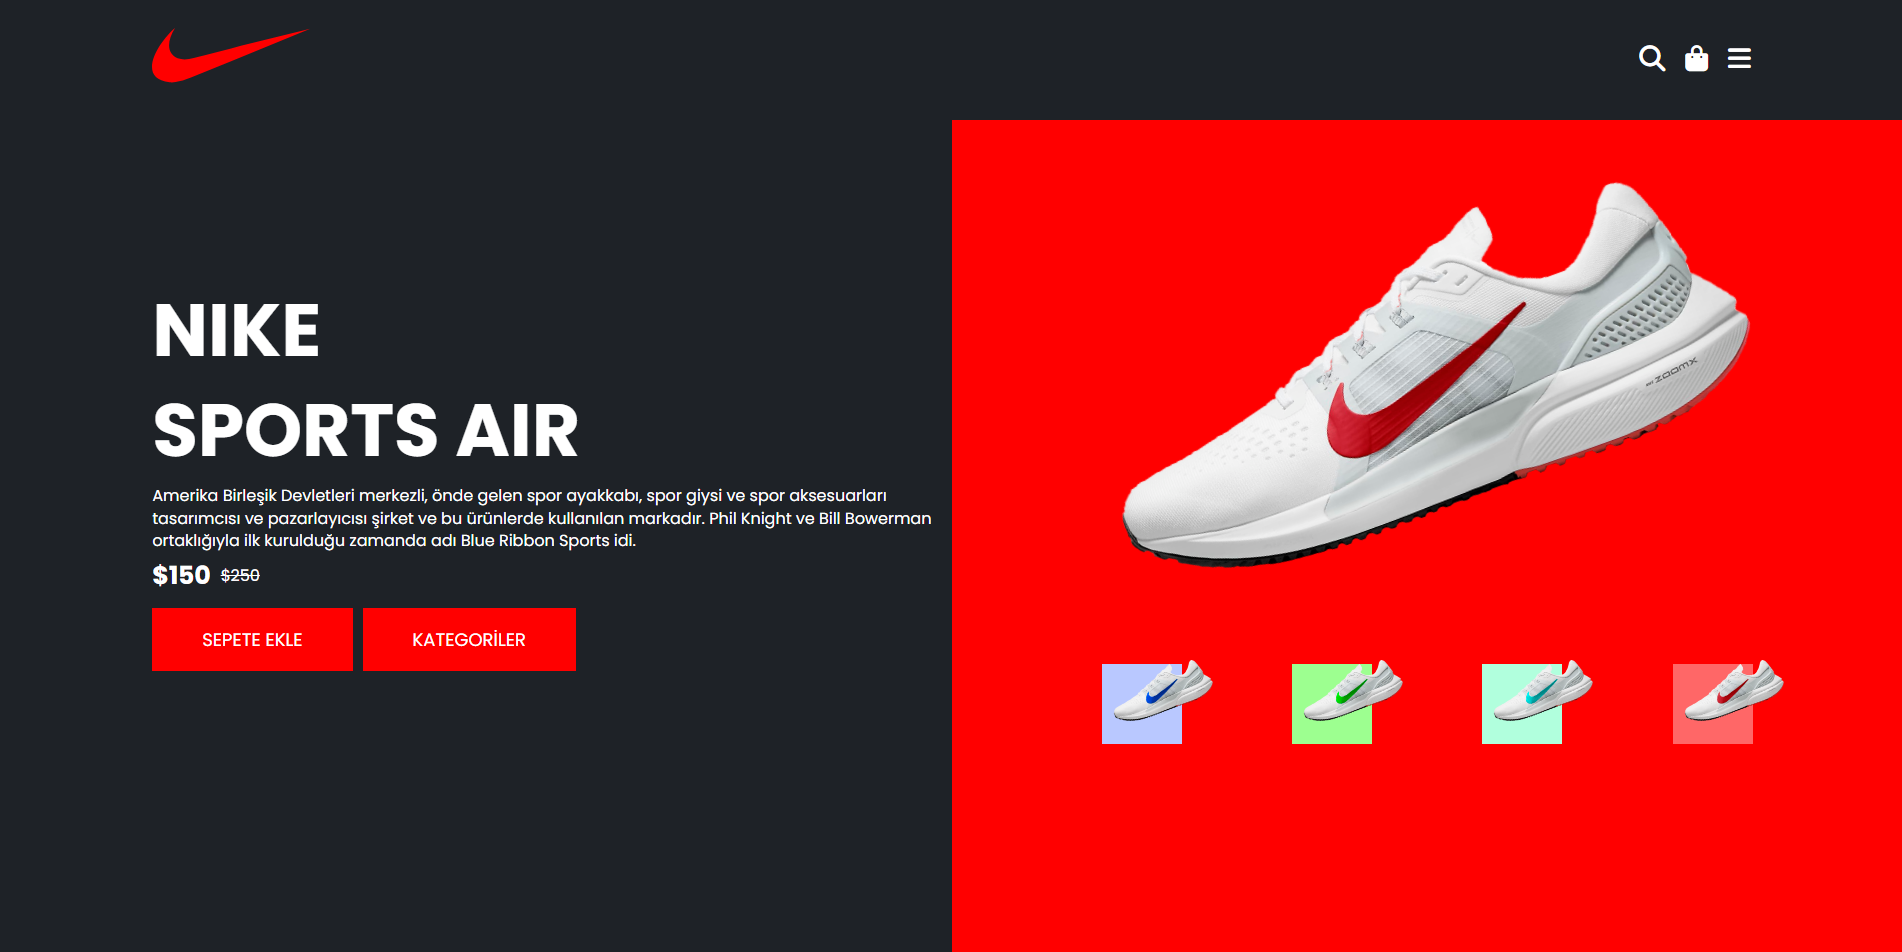 NIKE
SPORTS AIR
Amerika Birleşik Devletleri merkezli, önde gelen spor ayakkabı, spor giysi ve spor aksesuarları
tasarımcısı ve pazarlayıcısı şirket ve bu ürünlerde kullanılan markadır. Phil Knight ve Bill Bowerman
ortaklığıyla ilk kurulduğu zamanda adı Blue Ribbon Sports idi.
$150 $250
SEPETE EKLE KATEGORİLER
ZOOMX